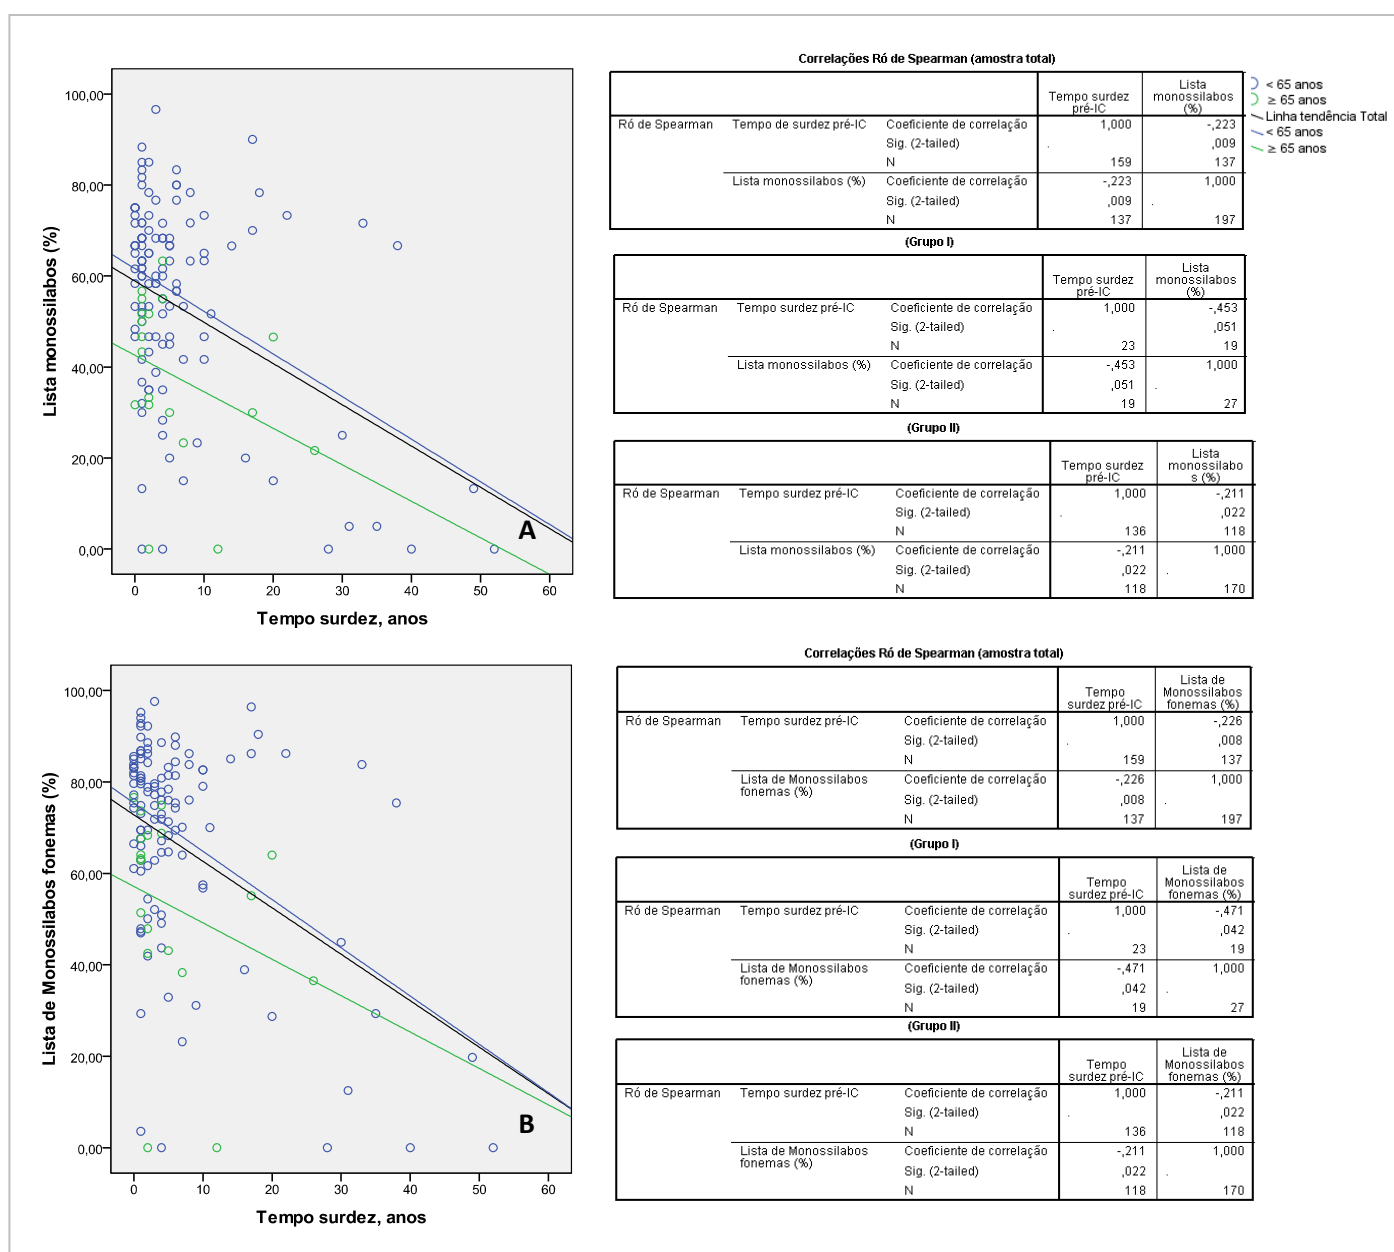 100,00
80,00
60,00
40,00
20,00
0,00
Lista monossilabos (%)
A
0 10 20 30 40 50 60
Tempo surdez, anos
Correlações Ró de Spearman (amostra total)
Tempo surdez pré-IC
Lista monossilabos (%)
Ró de Spearman Tempo de surdez pré-IC Coeficiente de correlação 1,000 -,223
Sig. (2-tailed) . ,009
N 159 137
Lista monossilabos (%) Coeficiente de correlação -,223 1,000
Sig. (2-tailed) ,009 .
N 137 197
< 65 anos
≥ 65 anos
Linha tendência Total
< 65 anos
≥ 65 anos
(Grupo I)
Tempo surdez pré-IC
Lista monossilabos (%)
Ró de Spearman Tempo surdez pré-IC Coeficiente de correlação 1,000 -,453
Sig. (2-tailed) . ,051
N 23 19
Lista monossilabos (%) Coeficiente de correlação -,453 1,000
Sig. (2-tailed) ,051 .
N 19 27
(Grupo II)
Tempo surdez pré-IC
Lista monossilabo s (%)
Ró de Spearman Tempo surdez pré-IC Coeficiente de correlação 1,000 -,211
Sig. (2-tailed) . ,022
N 136 118
Lista monossilabos (%) Coeficiente de correlação -,211 1,000
Sig. (2-tailed) ,022 .
N 118 170
100,00
80,00
60,00
40,00
20,00
0,00
Lista de Monossilabos fonemas (%)
B
0 10 20 30 40 50 60
Tempo surdez, anos
Correlações Ró de Spearman (amostra total)
Tempo surdez pré-IC
Lista de Monossilabos fonemas (%)
Ró de Spearman Tempo surdez pré-IC Coeficiente de correlação 1,000 -,226
Sig. (2-tailed) . ,008
N 159 137
Lista de Monossilabos fonemas (%) Coeficiente de correlação -,226 1,000
Sig. (2-tailed) ,008 .
N 137 197
(Grupo I)
Tempo surdez pré-IC
Lista de Monossilabos fonemas (%)
Ró de Spearman Tempo surdez pré-IC Coeficiente de correlação 1,000 -,471
Sig. (2-tailed) . ,042
N 23 19
Lista de Monossilabos fonemas (%) Coeficiente de correlação -,471 1,000
Sig. (2-tailed) ,042 .
N 19 27
(Grupo II)
Tempo surdez pré-IC
Lista de Monossilabos fonemas (%)
Ró de Spearman Tempo surdez pré-IC Coeficiente de correlação 1,000 -,211
Sig. (2-tailed) . ,022
N 136 118
Lista de Monossilabos fonemas (%) Coeficiente de correlação -,211 1,000
Sig. (2-tailed) ,022 .
N 118 170